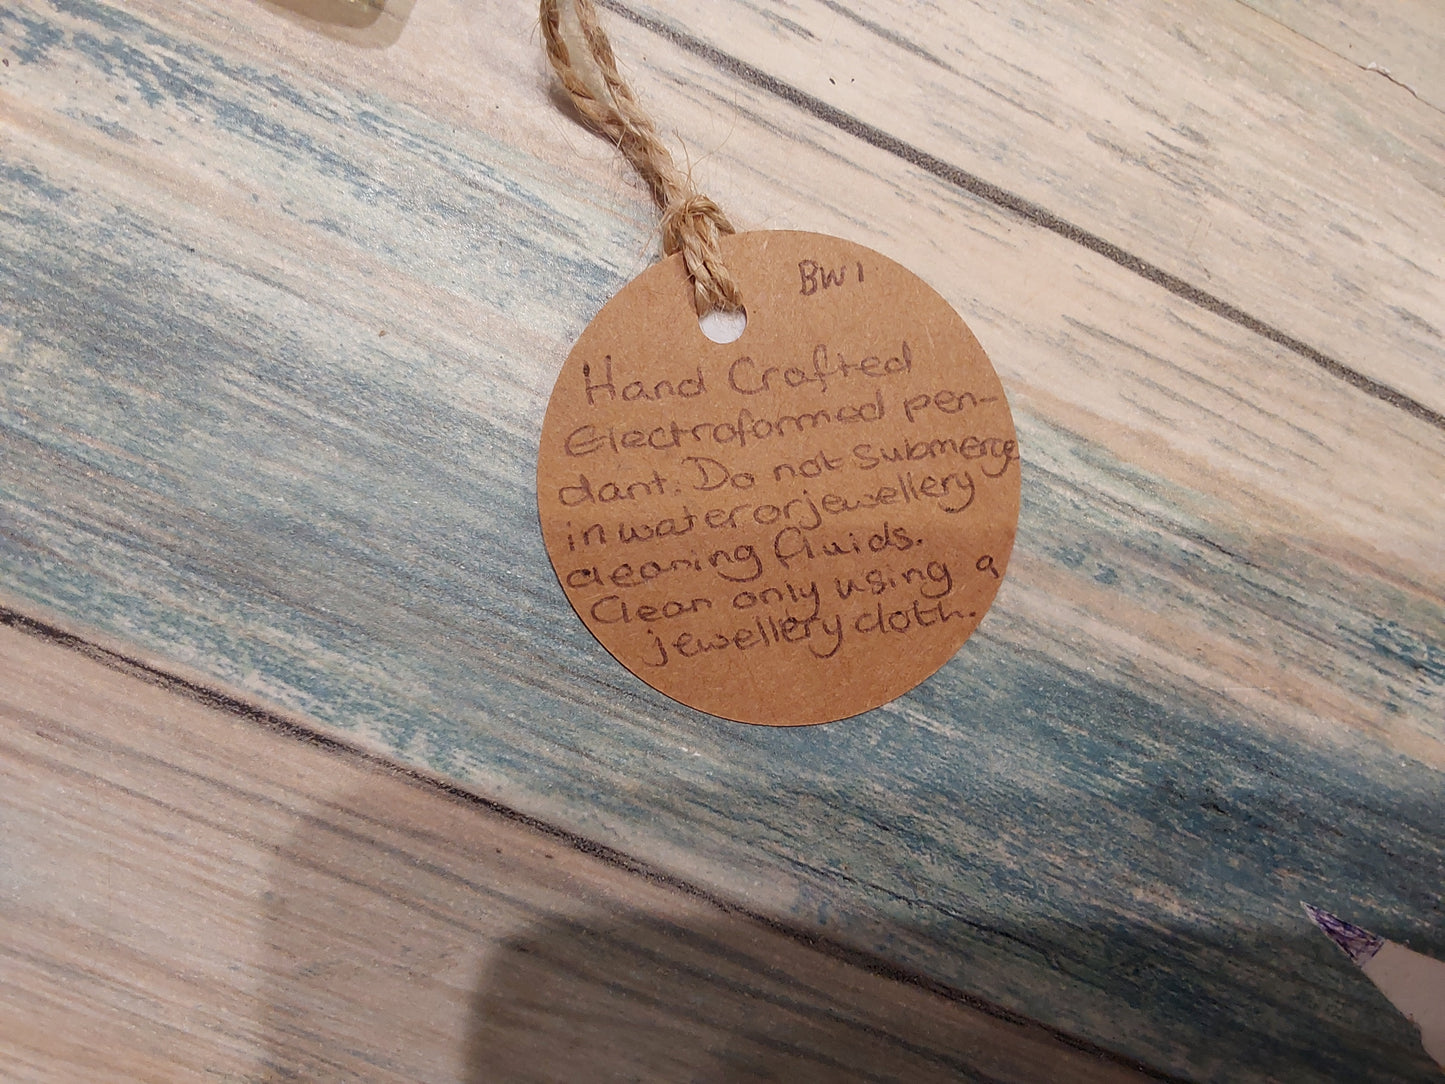 BW1
Hand Crafted
Electroformed pen-
dant. Do not submerge
in water or jewellery
cleaning fluids.
Clean only using a
jewellery cloth.